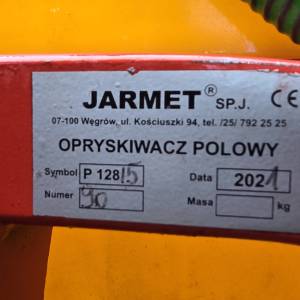 JARMET® SP.J. CE
07-100 Węgrów, ul. Kościuszki 94, tel. /25/ 792 25 25
OPRYSKIWACZ POLOWY
Symbol P 128/5 Data 2021
Numer 90 Masa kg